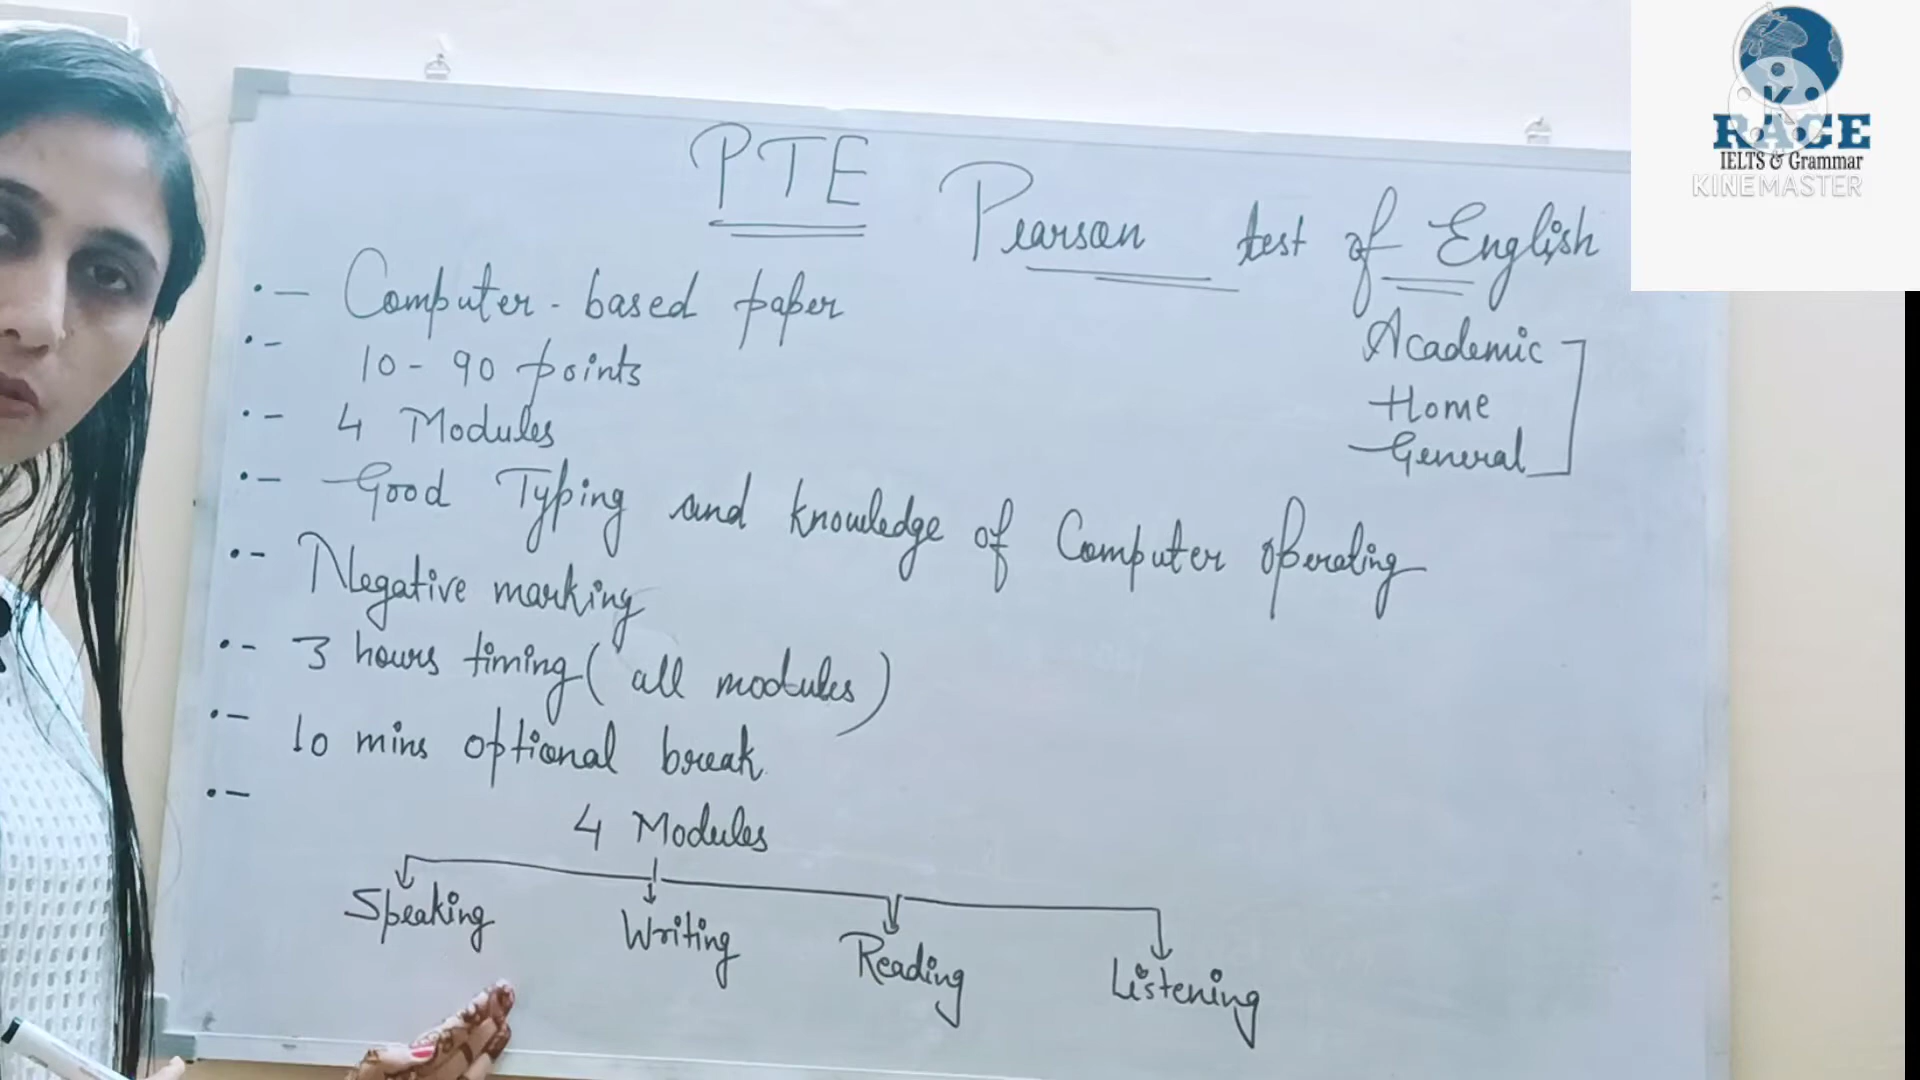 PTE Pearson test of English
Academic
Home
General
·- Computer-based paper
·- 10-90 points
·- 4 Modules
·- Good Typing and knowledge of Computer operating
·- Negative marking
·- 3 hours timing (all modules)
·- 10 mins optional break
·-
4 Modules
Speaking Writing Reading Listening
RACE
IELTS & Grammar
KINEMASTER